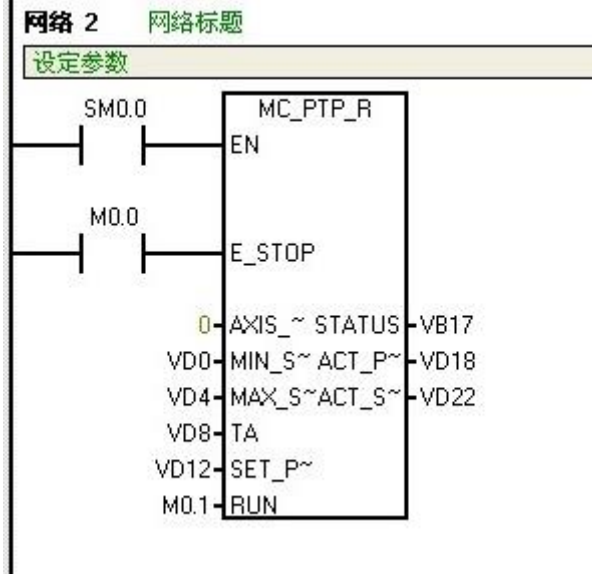 网络 2 网络标题
设定参数
SM0.0 MC_PTP_R
EN
M0.0
E_STOP
0 AXIS_~ STATUS VB17
VD0 MIN_S~ ACT_P~ VD18
VD4 MAX_S~ACT_S~ VD22
VD8 TA
VD12 SET_P~
M0.1 RUN